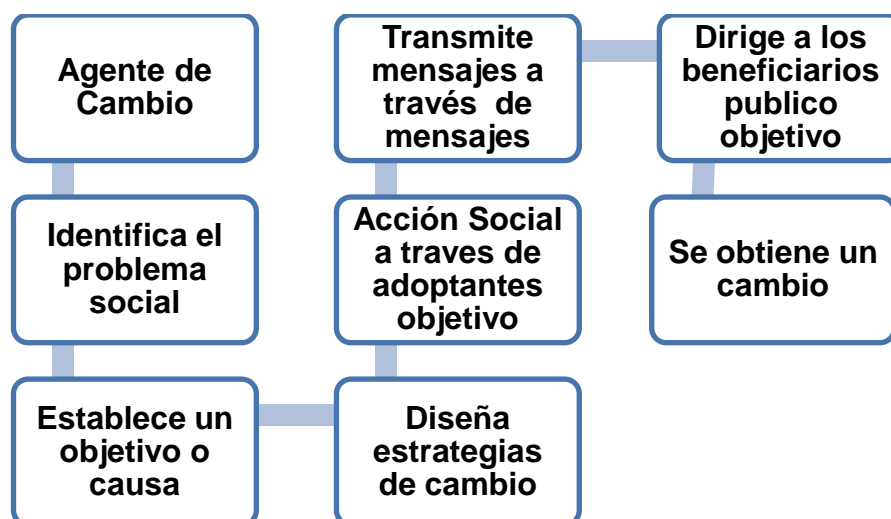 Agente de
Cambio
Identifica el
problema
social
Establece un
objetivo o
causa
Diseña
estrategias
de cambio
Acción Social
a traves de
adoptantes
objetivo
Transmite
mensajes a
través de
mensajes
Dirige a los
beneficiarios
publico
objetivo
Se obtiene un
cambio